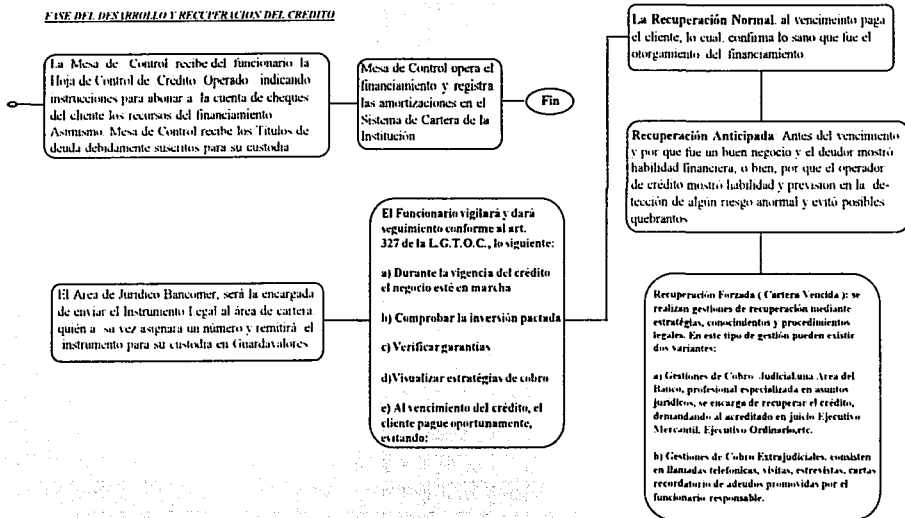 FASE DEL DESARROLLO Y RECUPERACION DEL CREDITO
La Mesa de Control recibe del funcionario la
Hoja de Control de Crédito Operado indicando
instrucciones para abonar a la cuenta de cheques
del cliente los recursos del financiamiento
Asimismo, Mesa de Control recibe los Titulos de
deuda debidamente suscritos para su custodia
Mesa de Control opera el
financiamiento y registra
las amortizaciones en el
Sistema de Cartera de la
Institución
Fin
El Area de Juridico Bancomer, será la encargada
de enviar el Instrumento Legal al área de cartera
quién a su vez asignara un número y remitirá el
instrumento para su custodia en Guardavalores
El Funcionario vigilará y dará
seguimiento conforme al art.
327 de la L.G.T.O.C., lo siguiente:
a) Durante la vigencia del crédito
el negocio esté en marcha
b) Comprobar la inversión pactada
c) Verificar garantías
d)Visualizar estratégias de cobro
e) Al vencimiento del crédito, el
cliente pague oportunamente,
evitando:
La Recuperación Normal, al vencimeinto paga
el cliente, lo cual, confirma lo sano que fue el
otorgamiento del financiamiento.
Recuperación Anticipada: Antes del vencimiento
y por que fue un buen negocio y el deudor mostró
habilidad financiera, o bien, por que el operador
de crédito mostró habilidad y prevision en la de-
tección de algún riesgo anormal y evitó posibles
quebrantos
Recuperación Forzada ( Cartera Vencida ): se
realizan gestiones de recuperación mediante
estratégias, conocindentos y procedimientos
legales. En este tipo de gestión pueden existir
dos variantes:
a) Gestiones de Cobro Judicial:una Area del
Banco, profesional especializada en asuntos
jurídicos, se encarga de recuperar el crédito,
demandando al acreditado en juicio Ejecutivo
Mercantil, Ejecutivo Ordinario,etc.
b) Gestiones de Cobro Extrajudiciales, consisten
en llamadas telefonicas, visitas, estrevistas, cartas
recordatorio de adeudos promovidas por el
funcionario responsable.